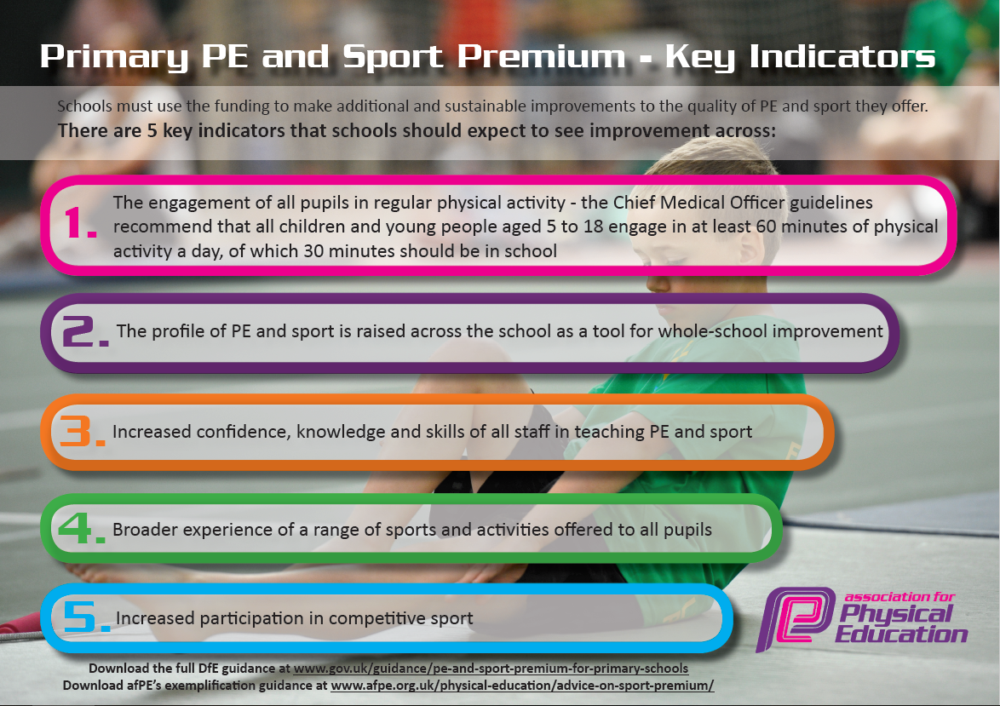 Primary PE and Sport Premium - Key Indicators
Schools must use the funding to make additional and sustainable improvements to the quality of PE and sport they offer.
There are 5 key indicators that schools should expect to see improvement across:
1. The engagement of all pupils in regular physical activity - the Chief Medical Officer guidelines
recommend that all children and young people aged 5 to 18 engage in at least 60 minutes of physical
activity a day, of which 30 minutes should be in school
2. The profile of PE and sport is raised across the school as a tool for whole-school improvement
3. Increased confidence, knowledge and skills of all staff in teaching PE and sport
4. Broader experience of a range of sports and activities offered to all pupils
5. Increased participation in competitive sport
association for
Physical
Education
Download the full DfE guidance at www.gov.uk/guidance/pe-and-sport-premium-for-primary-schools
Download afPE's exemplification guidance at www.afpe.org.uk/physical-education/advice-on-sport-premium/